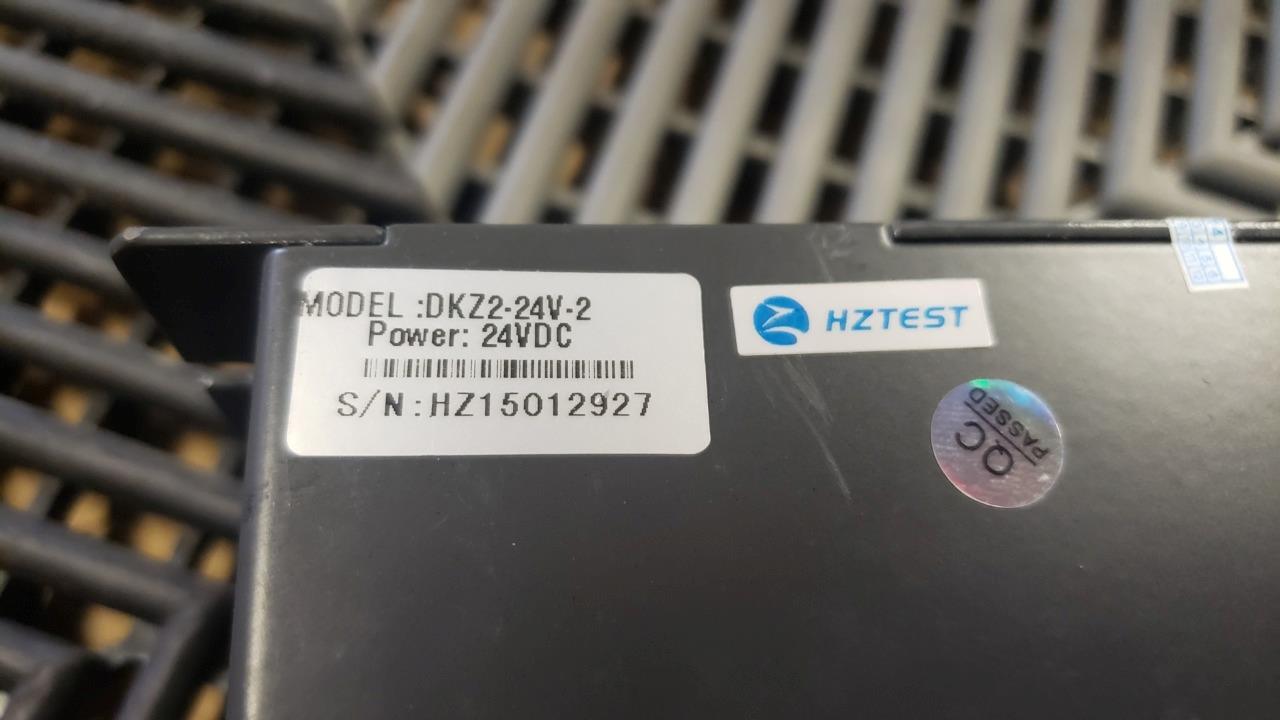 MODEL :DKZ2-24V-2
Power: 24VDC
S/N:HZ15012927
HZTEST
QC
PASSED